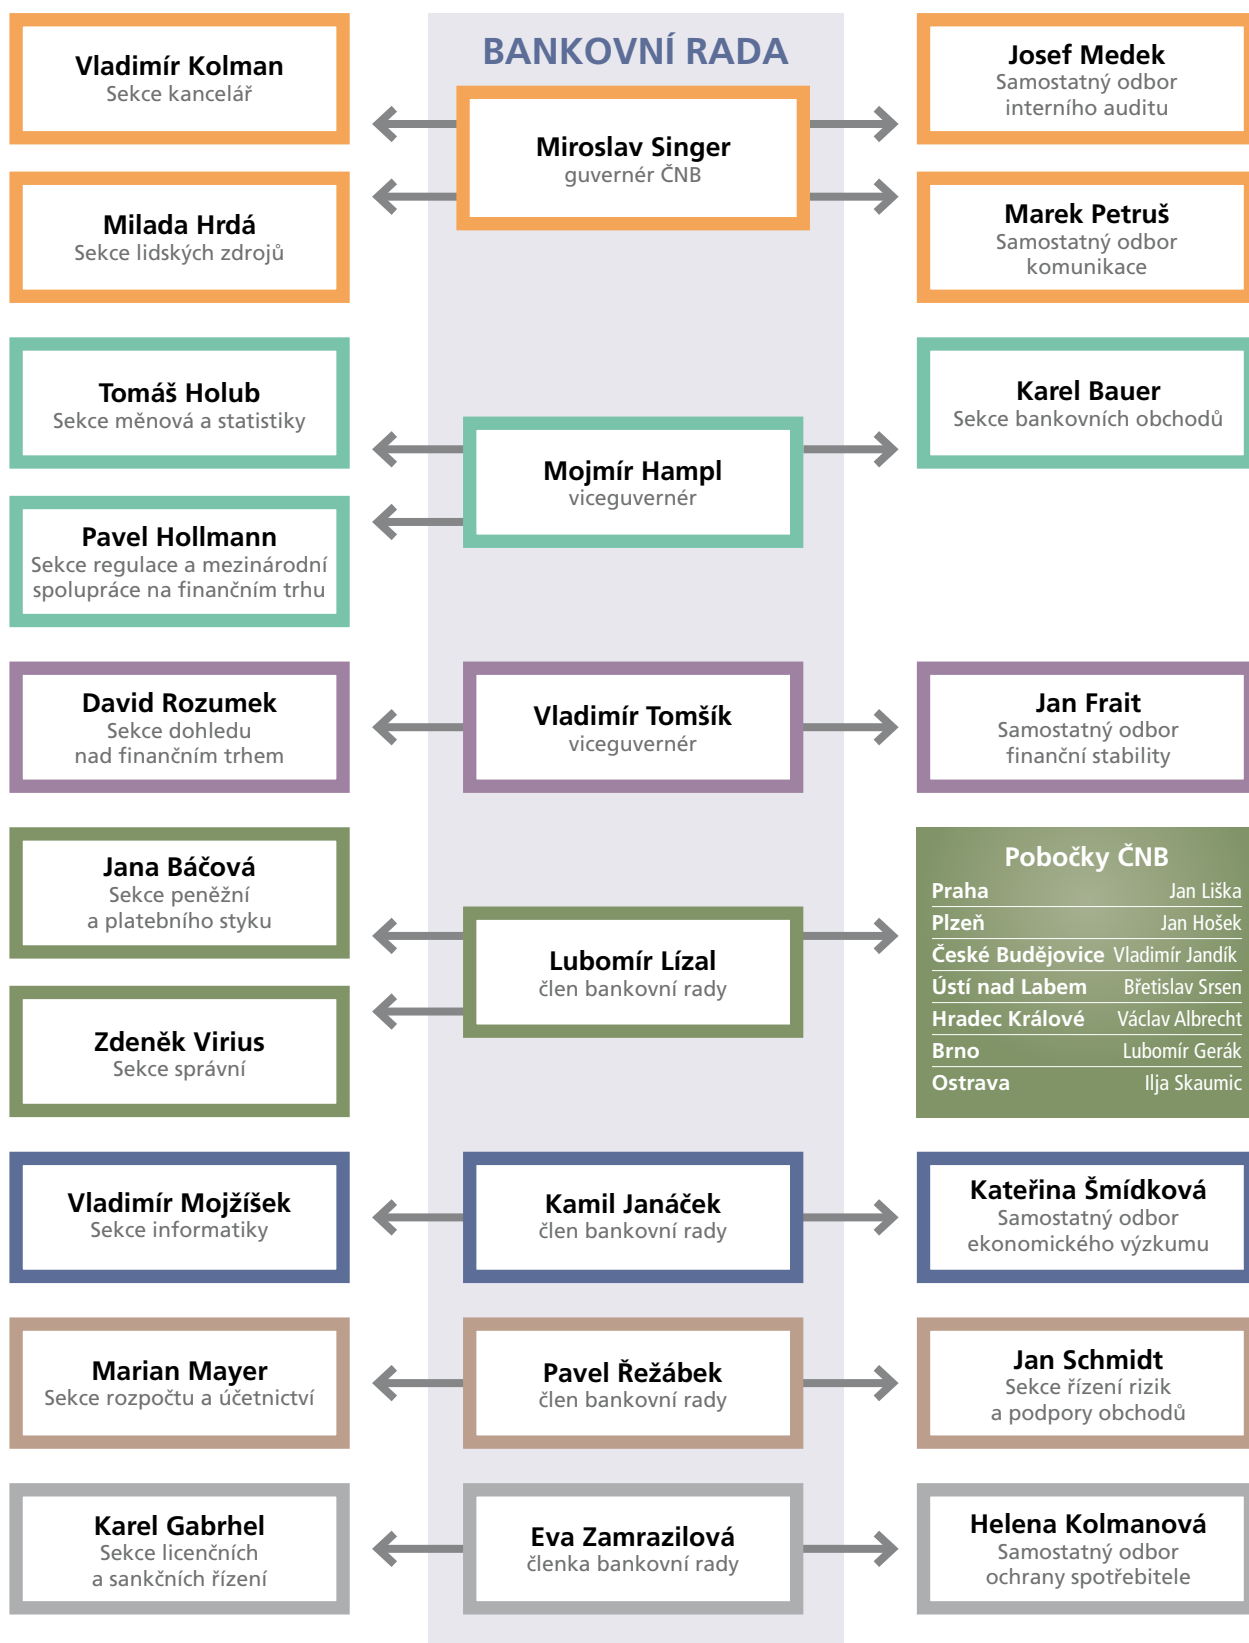 BANKOVNÍ RADA
Vladimír Kolman
Sekce kancelář
Miroslav Singer
guvernér ČNB
Josef Medek
Samostatný odbor
interního auditu
Milada Hrdá
Sekce lidských zdrojů
Marek Petruš
Samostatný odbor
komunikace
Tomáš Holub
Sekce měnová a statistiky
Mojmír Hampl
viceguvernér
Karel Bauer
Sekce bankovních obchodů
Pavel Hollmann
Sekce regulace a mezinárodní
spolupráce na finančním trhu
David Rozumek
Sekce dohledu
nad finančním trhem
Vladimír Tomšík
viceguvernér
Jan Frait
Samostatný odbor
finanční stability
Jana Báčová
Sekce peněžní
a platebního styku
Lubomír Lízal
člen bankovní rady
Pobočky ČNB
Praha Jan Liška
Plzeň Jan Hošek
České Budějovice Vladimír Jandík
Ústí nad Labem Břetislav Srsen
Hradec Králové Václav Albrecht
Brno Lubomír Gerák
Ostrava Ilja Skaumic
Zdeněk Virius
Sekce správní
Vladimír Mojžíšek
Sekce informatiky
Kamil Janáček
člen bankovní rady
Kateřina Šmídková
Samostatný odbor
ekonomického výzkumu
Marian Mayer
Sekce rozpočtu a účetnictví
Pavel Řežábek
člen bankovní rady
Jan Schmidt
Sekce řízení rizik
a podpory obchodů
Karel Gabrhel
Sekce licenčních
a sankčních řízení
Eva Zamrazilová
členka bankovní rady
Helena Kolmanová
Samostatný odbor
ochrany spotřebitele